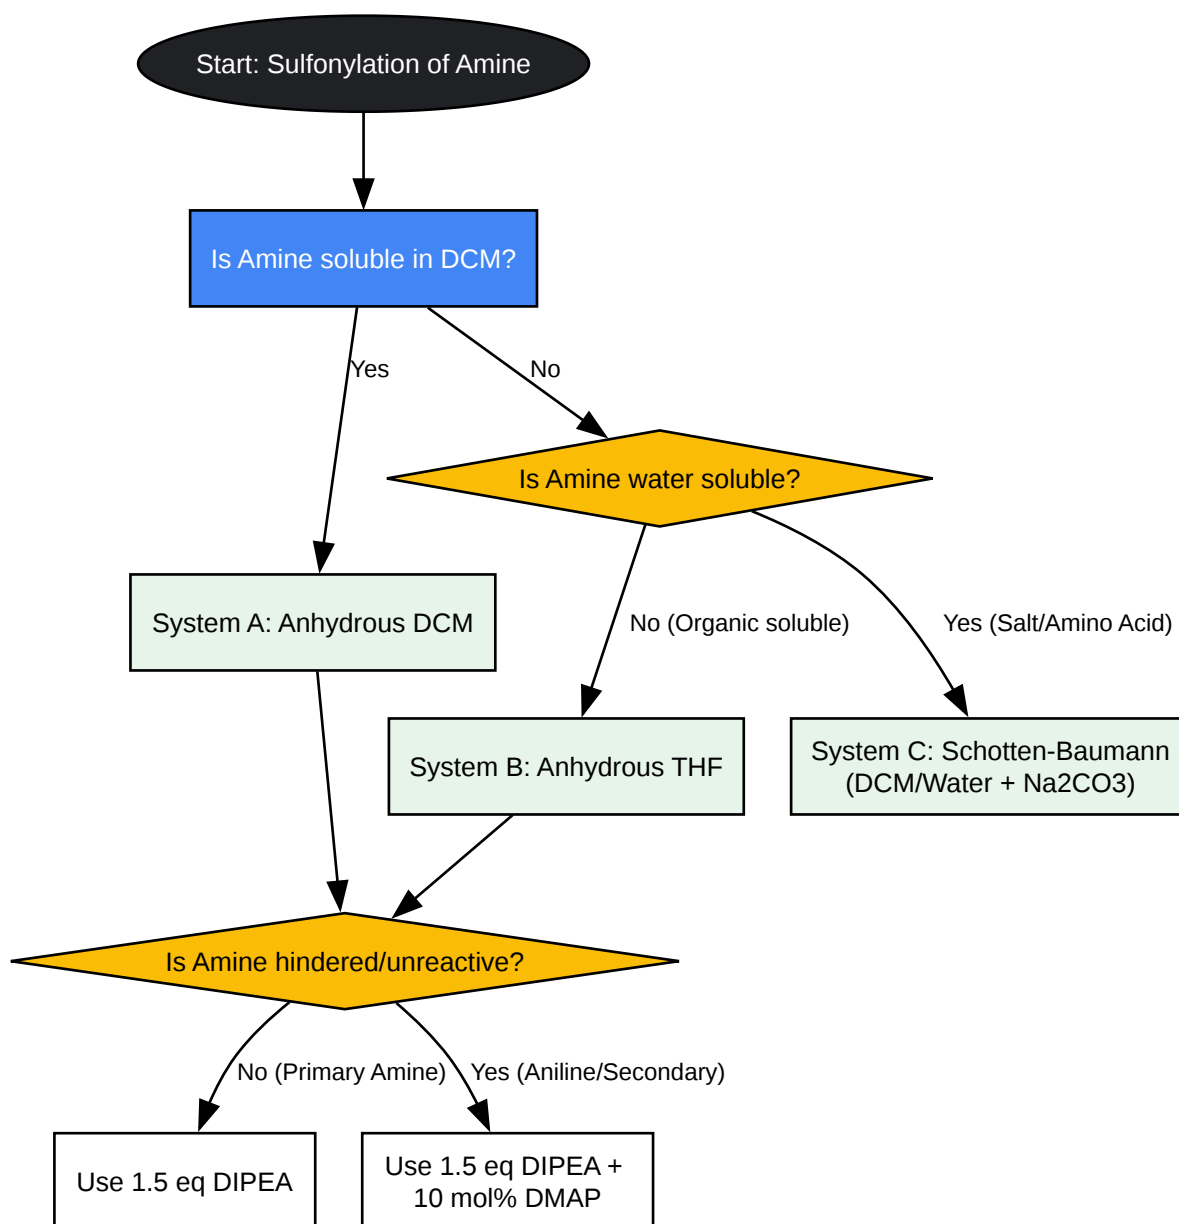 Start: Sulfonylation of Amine
Is Amine soluble in DCM?
Yes
No
Is Amine water soluble?
System A: Anhydrous DCM
No (Organic soluble)
Yes (Salt/Amino Acid)
System B: Anhydrous THF
System C: Schotten-Baumann
(DCM/Water + Na2CO3)
Is Amine hindered/unreactive?
No (Primary Amine)
Yes (Aniline/Secondary)
Use 1.5 eq DIPEA
Use 1.5 eq DIPEA +
10 mol% DMAP